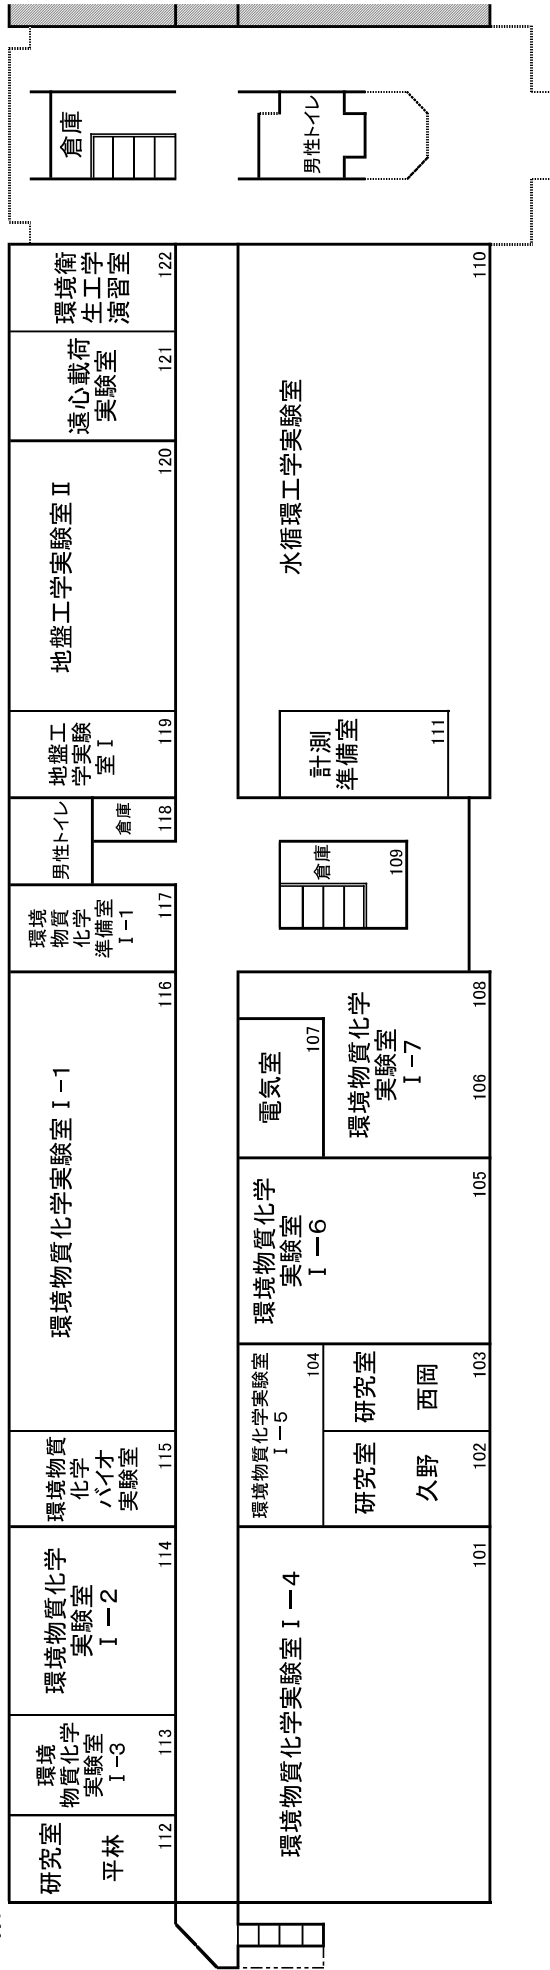 研究室
平林
112
環境
物質化学
実験室
Ⅰ-3
113
環境物質化学
実験室
Ⅰ-2
114
環境物質
化学
バイオ
実験室
115
環境物質化学実験室Ⅰ-1
116
環境
物質
化学
準備室
Ⅰ-1
117
男性トイレ
倉庫
118
地盤工
学実験
室Ⅰ
119
地盤工学実験室Ⅱ
120
遠心載荷
実験室
121
環境衛
生工学
演習室
122
倉庫
男性トイレ
環境物質化学実験室Ⅰ-4
101
環境物質化学実験室
Ⅰ-5
104
研究室
久野
102
研究室
西岡
103
環境物質化学
実験室
Ⅰ-6
105
電気室
107
環境物質化学
実験室
Ⅰ-7
106
108
倉庫
109
計測
準備室
111
水循環工学実験室
110